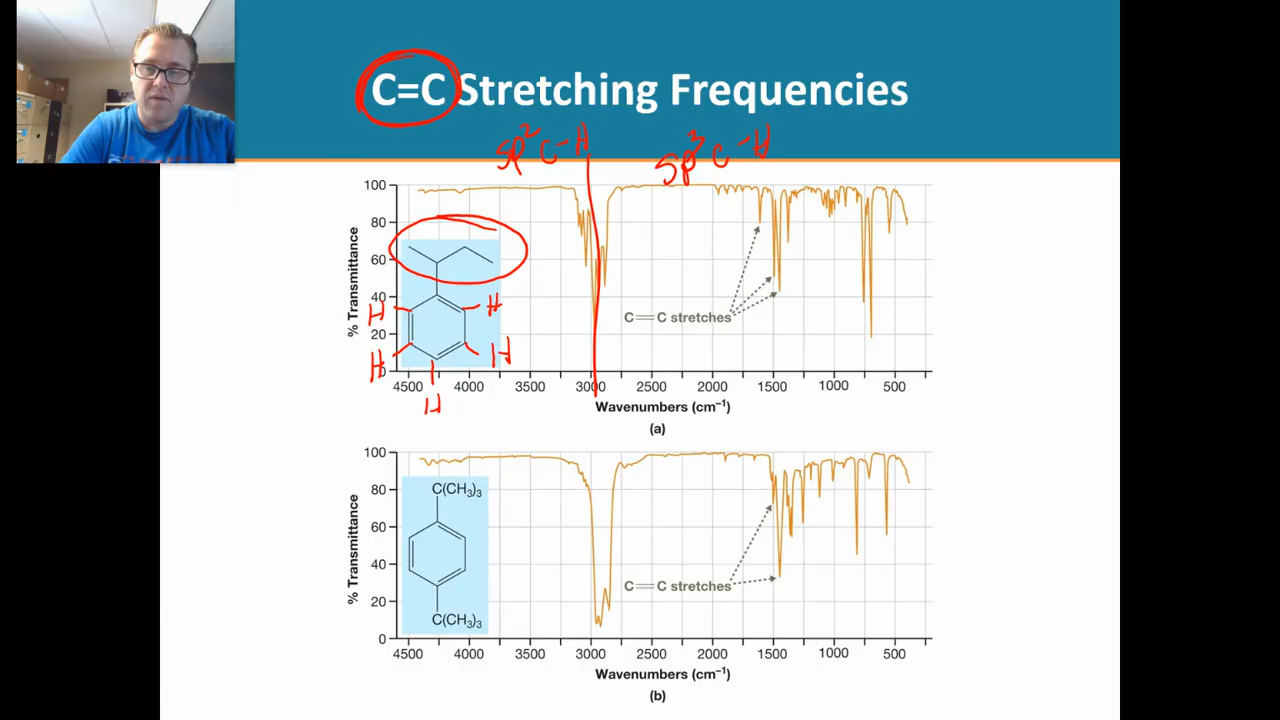 C=C Stretching Frequencies
sp² C-H
sp³ C-H
100
80
60
40
20
0
% Transmittance
H
H
H
H
H
C=C stretches
4500 4000 3500 3000 2500 2000 1500 1000 500
Wavenumbers (cm⁻¹)
(a)
100
80
60
40
20
0
% Transmittance
C(CH₃)₃
C(CH₃)₃
C=C stretches
4500 4000 3500 3000 2500 2000 1500 1000 500
Wavenumbers (cm⁻¹)
(b)